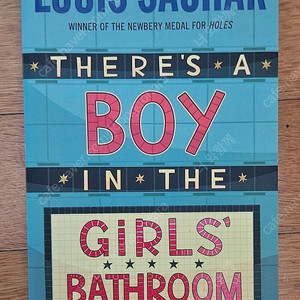 LOUIS SACHAR
WINNER OF THE NEWBERY MEDAL FOR HOLES
THERE'S A
BOY
IN THE
GIRLS'
BATHROOM